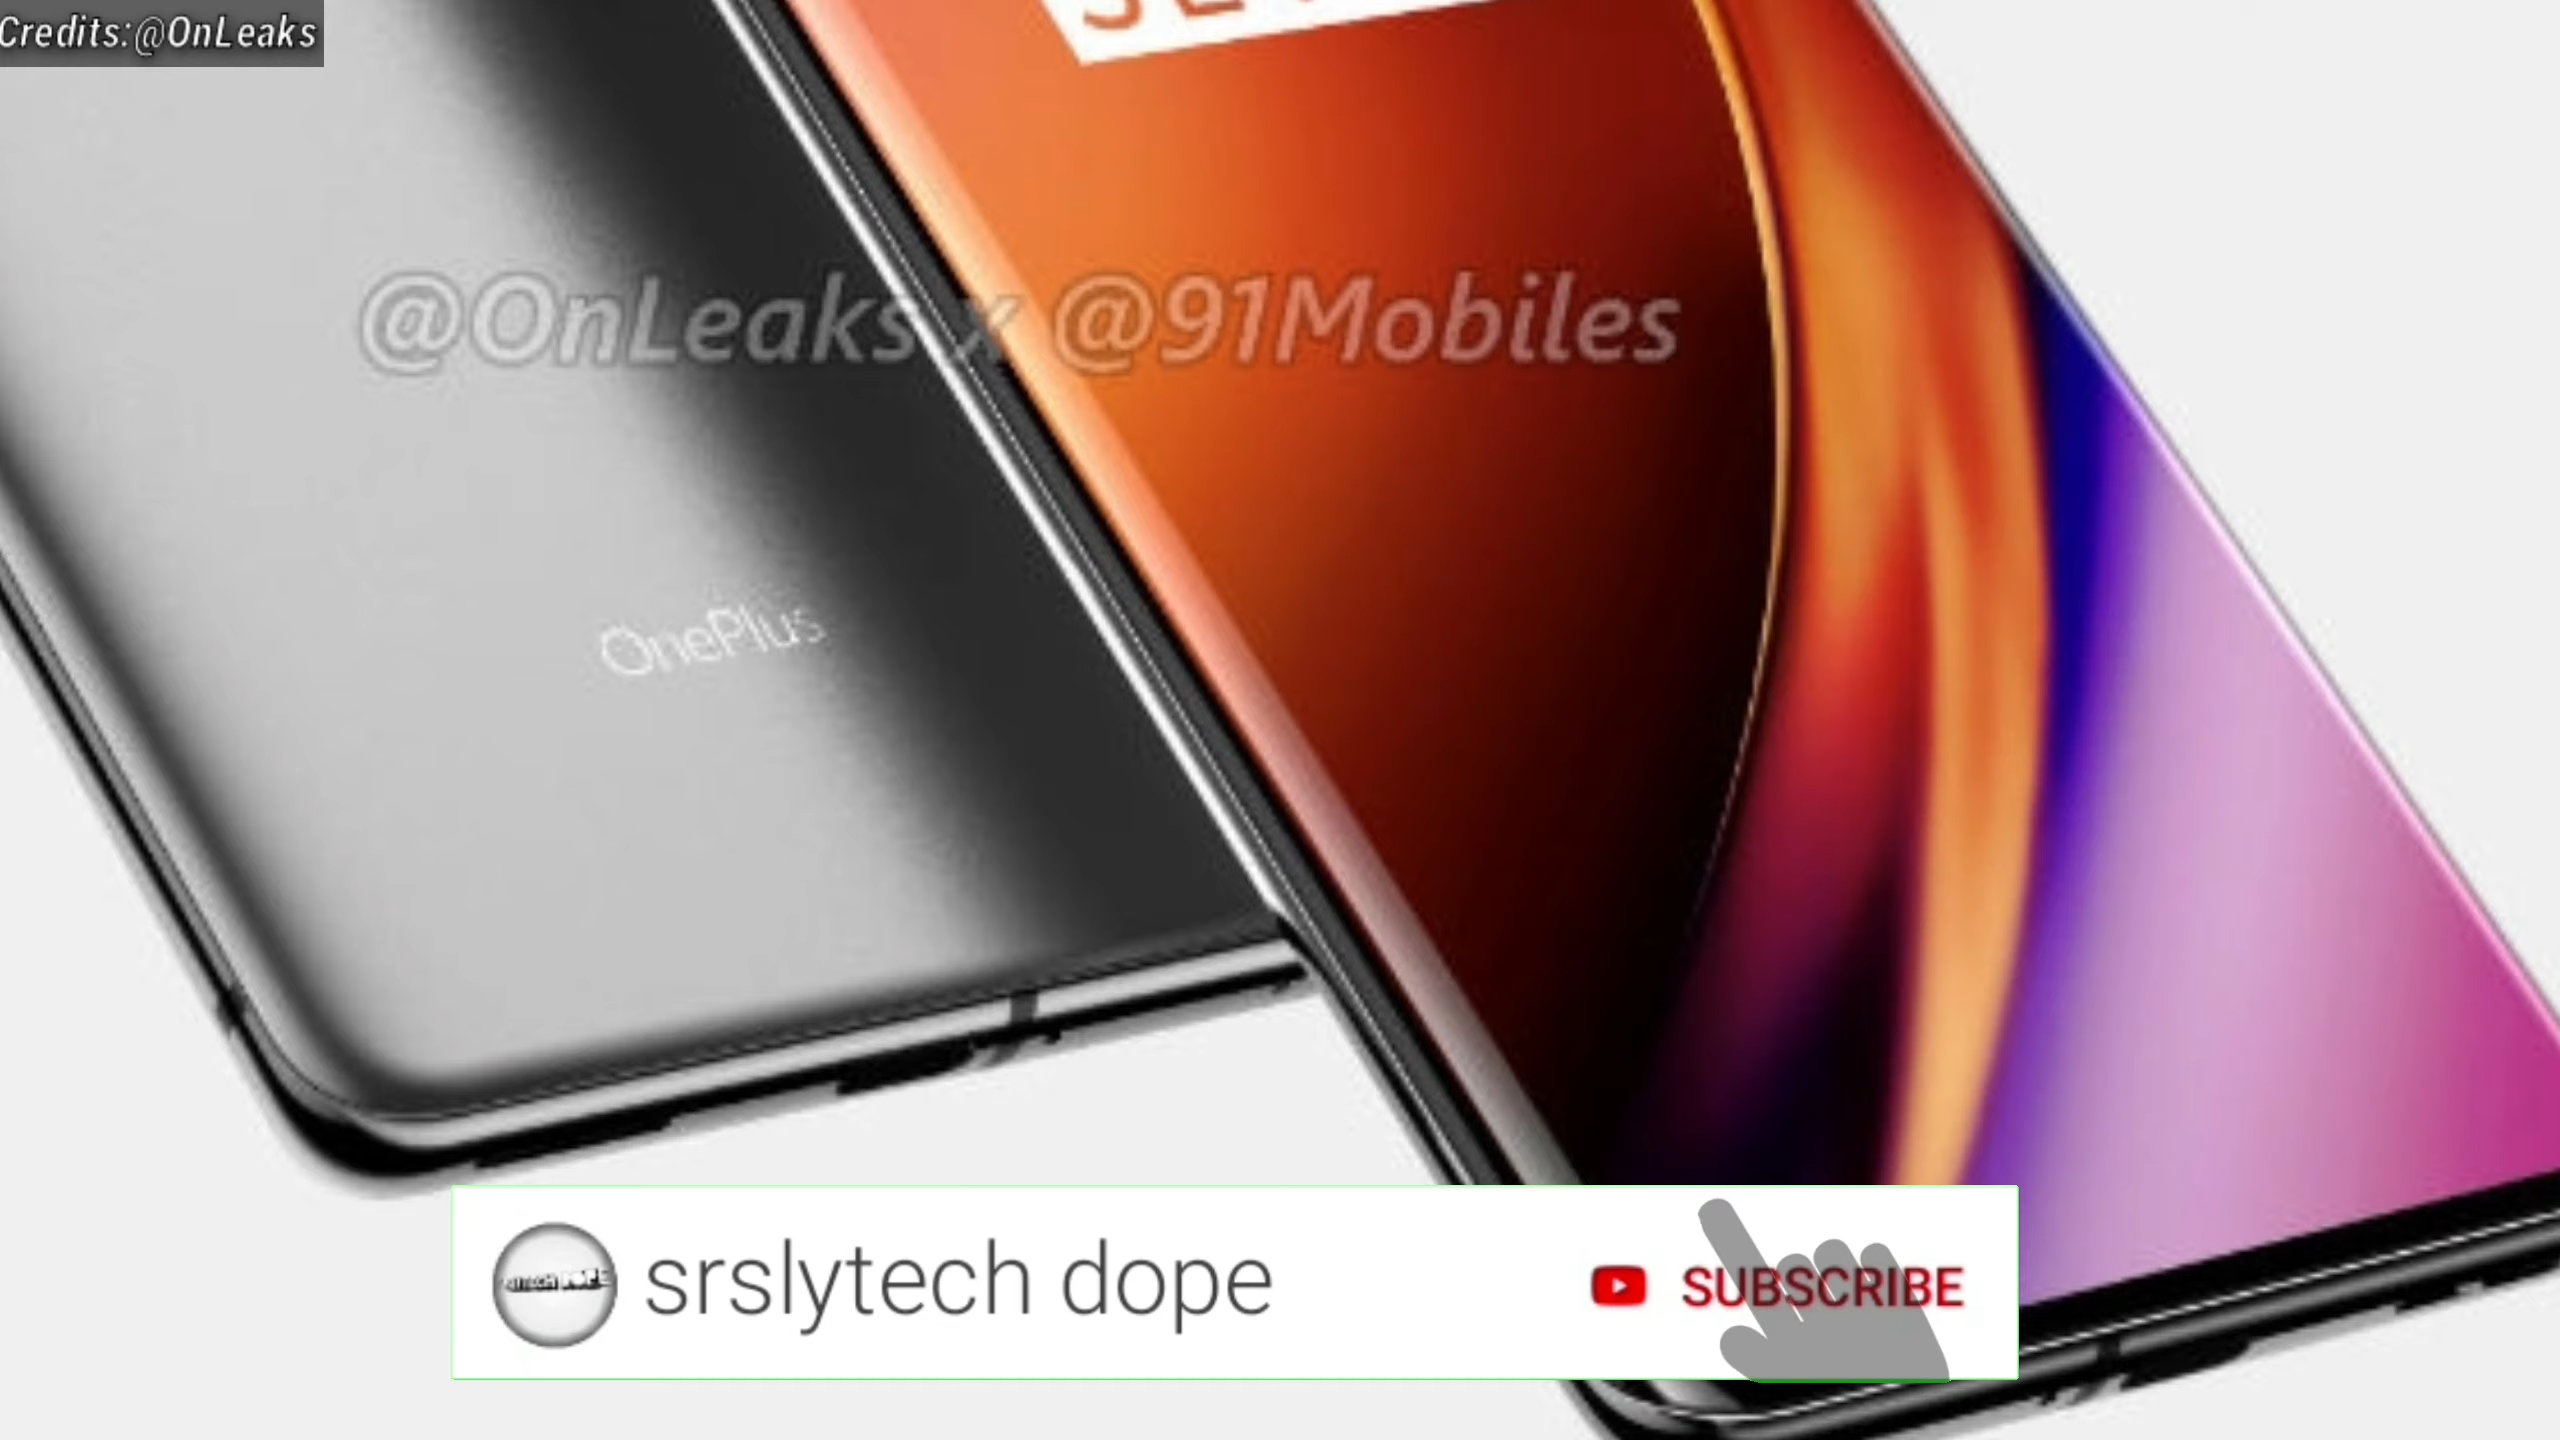 Credits:@OnLeaks
@OnLeaks x @91Mobiles
OnePlus
srslytech dope
SUBSCRIBE